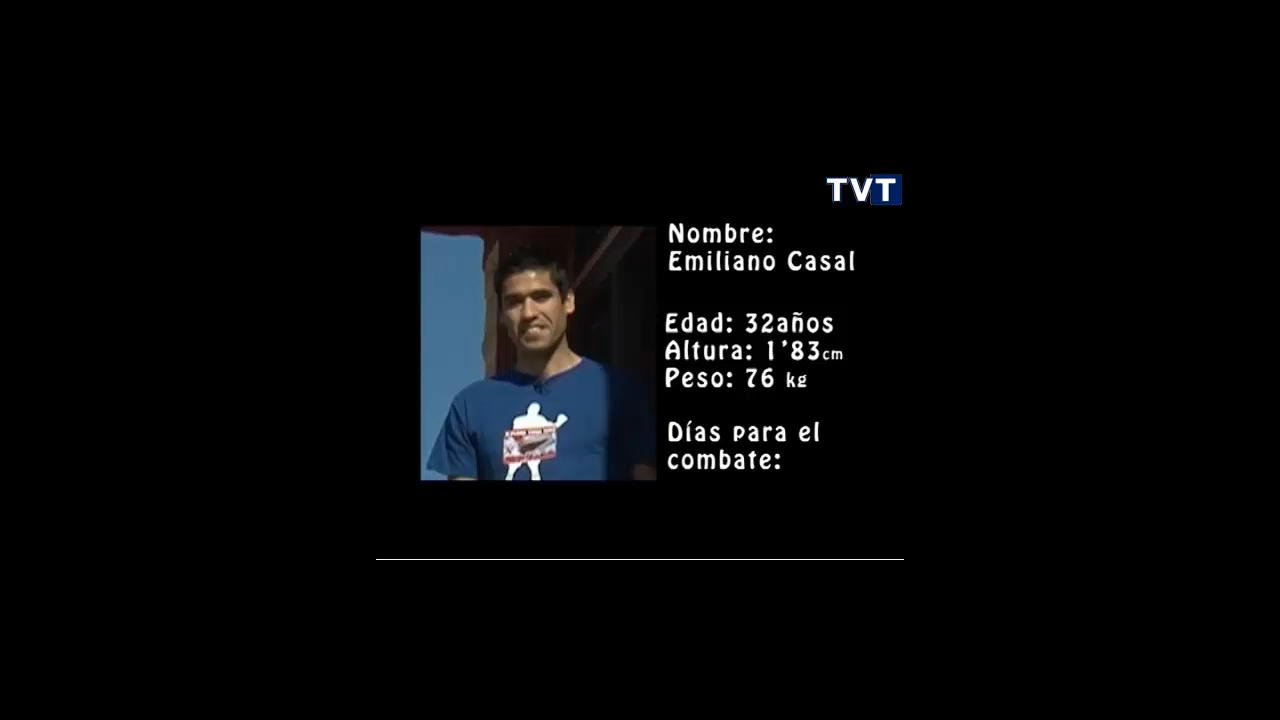 TVT
Nombre:
Emiliano Casal
Edad: 32años
Altura: 1'83cm
Peso: 76 kg
Días para el
combate: